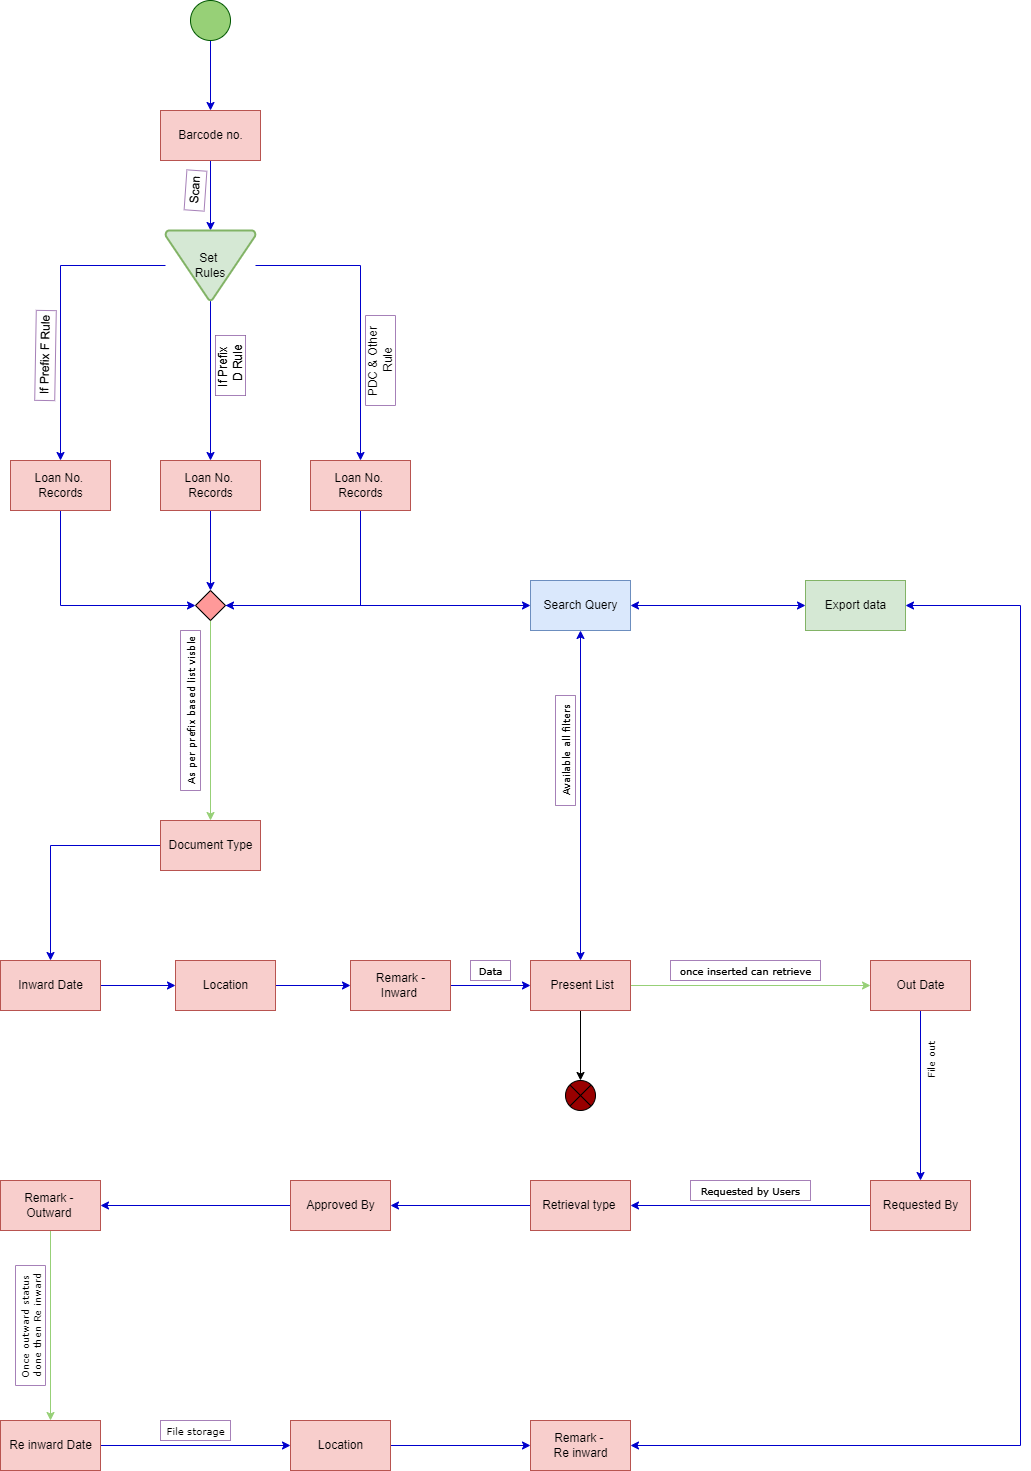 Barcode no.
Scan
Set
Rules
If Prefix F Rule
If Prefix
D Rule
PDC & Other
Rule
Loan No.
Records
Loan No.
Records
Loan No.
Records
Search Query
Export data
As per prefix based list visble
Available all filters
Document Type
Inward Date
Location
Remark -
Inward
Data
Present List
once inserted can retrieve
Out Date
File out
Remark -
Outward
Approved By
Retrieval type
Requested by Users
Requested By
Once outward status
done then Re inward
Re inward Date
File storage
Location
Remark -
Re inward